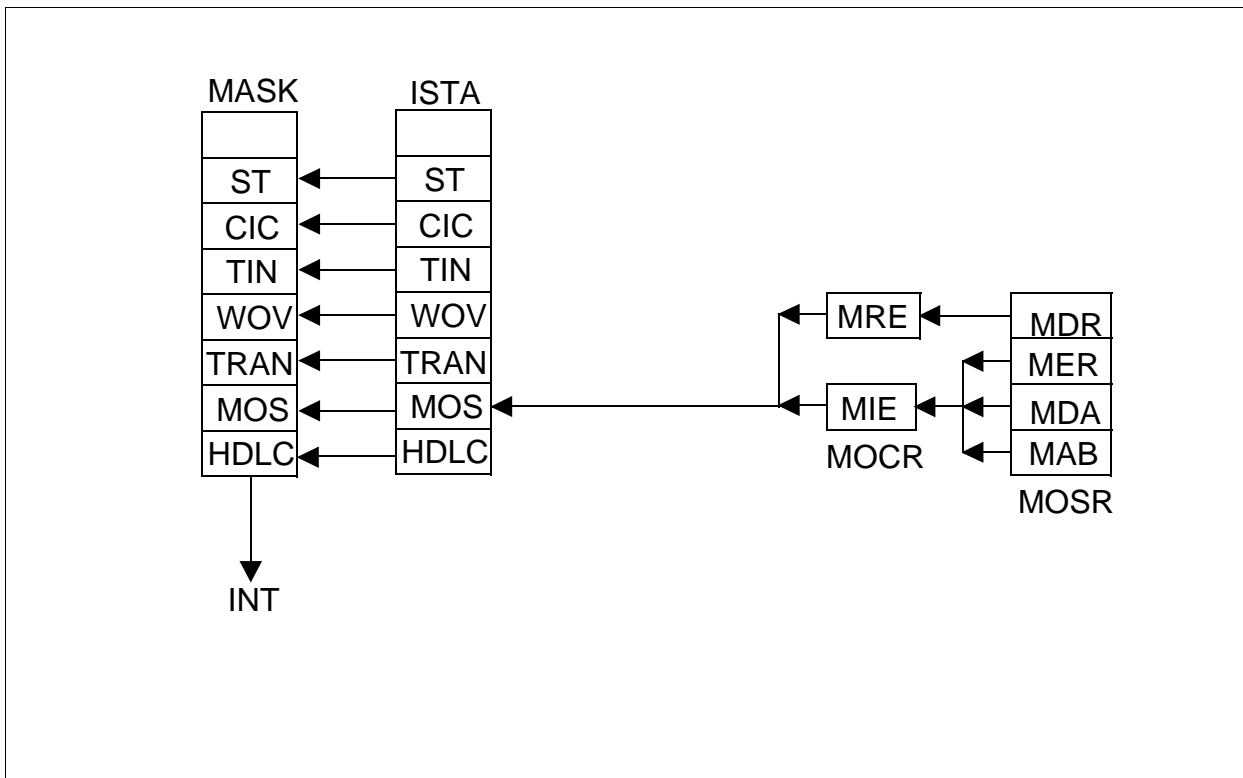 MASK
ISTA
ST
ST
CIC
CIC
TIN
TIN
WOV
WOV
TRAN
TRAN
MOS
MOS
HDLC
HDLC
INT
MRE
MIE
MOCR
MDR
MER
MDA
MAB
MOSR